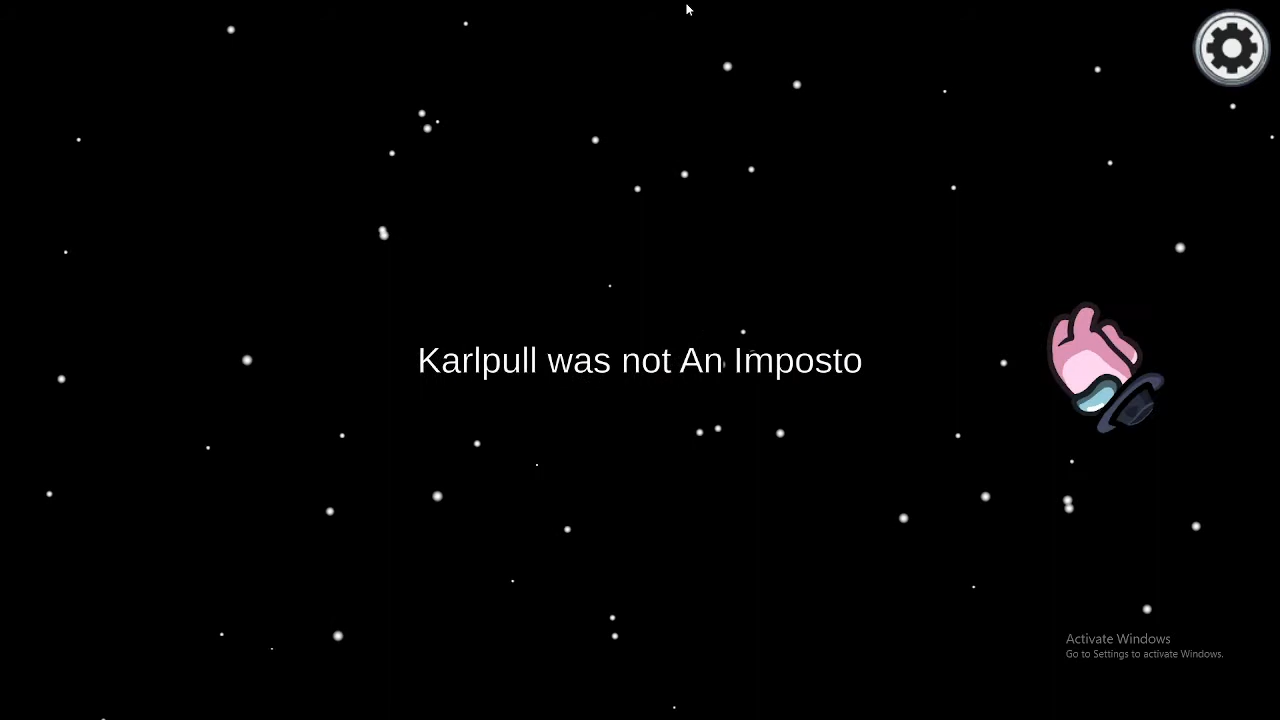 Karlpull was not An Imposto
Activate Windows
Go to Settings to activate Windows.